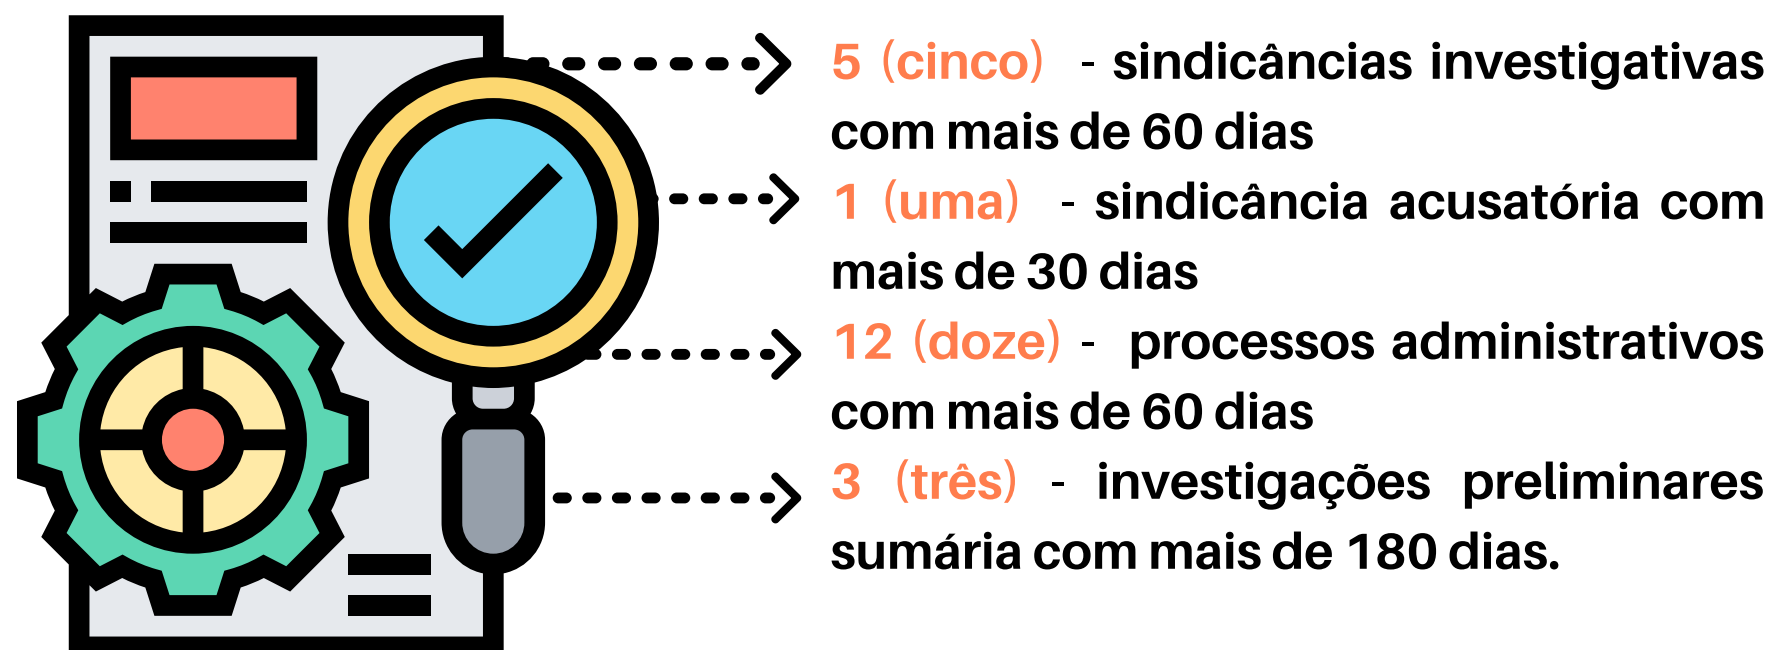 5 (cinco) - sindicâncias investigativas
com mais de 60 dias
1 (uma) - sindicância acusatória com
mais de 30 dias
12 (doze) - processos administrativos
com mais de 60 dias
3 (três) - investigações preliminares
sumária com mais de 180 dias.